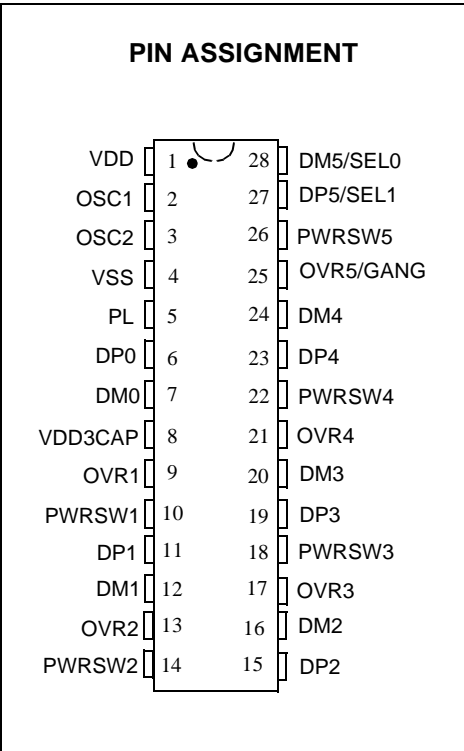 PIN ASSIGNMENT
VDD 1 28 DM5/SEL0
OSC1 2 27 DP5/SEL1
OSC2 3 26 PWRSW5
VSS 4 25 OVR5/GANG
PL 5 24 DM4
DP0 6 23 DP4
DM0 7 22 PWRSW4
VDD3CAP 8 21 OVR4
OVR1 9 20 DM3
PWRSW1 10 19 DP3
DP1 11 18 PWRSW3
DM1 12 17 OVR3
OVR2 13 16 DM2
PWRSW2 14 15 DP2